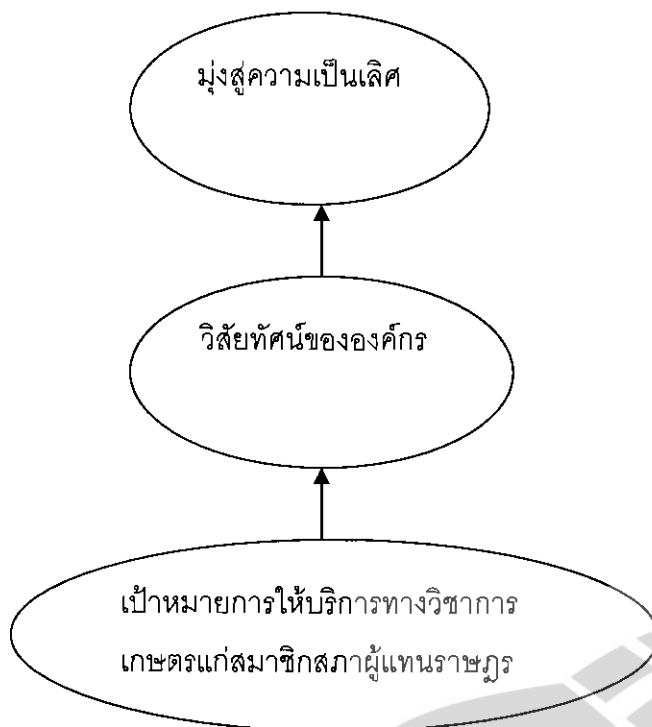 มุ่งสู่ความเป็นเลิศ
วิสัยทัศน์ขององค์กร
เป้าหมายการให้บริการทางวิชาการ
เกษตรแก่สมาชิกสภาผู้แทนราษฎร